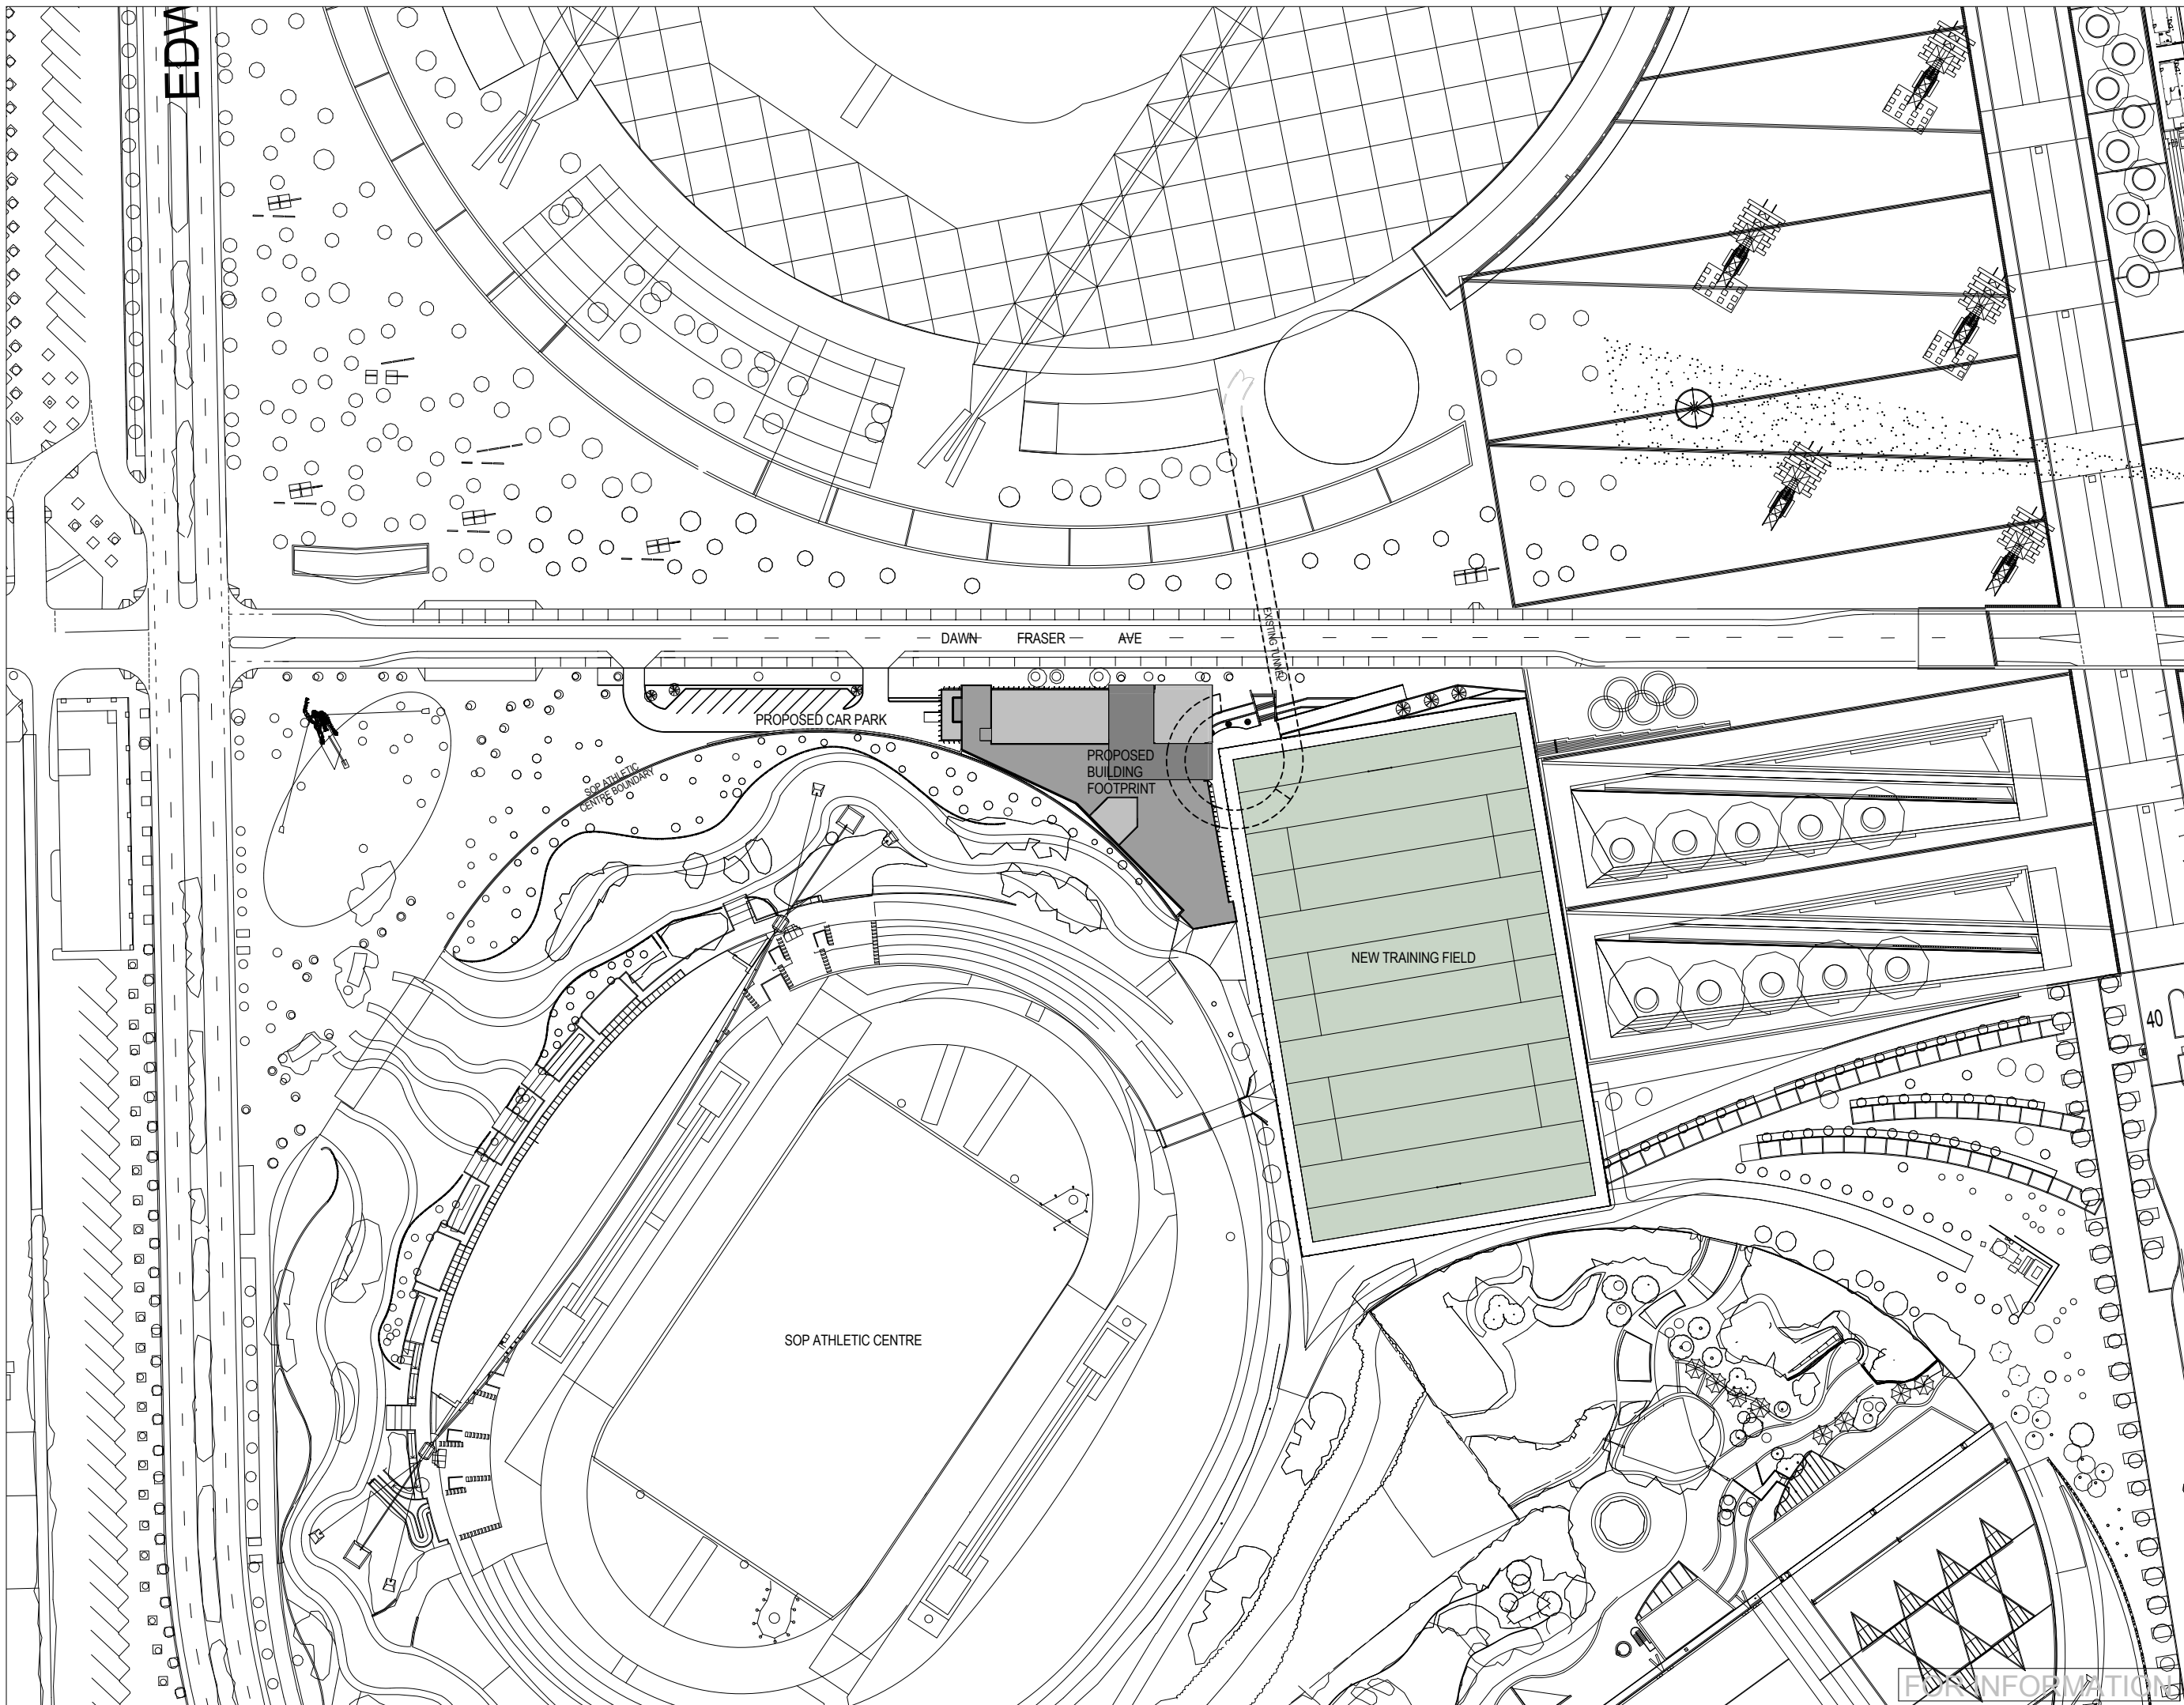 EDW
DAWN FRASER AVE
EXISTING TUNNEL
PROPOSED CAR PARK
PROPOSED
BUILDING
FOOTPRINT
SOP ATHLETIC
CENTRE BOUNDARY
NEW TRAINING FIELD
40
SOP ATHLETIC CENTRE
FOR INFORMATION